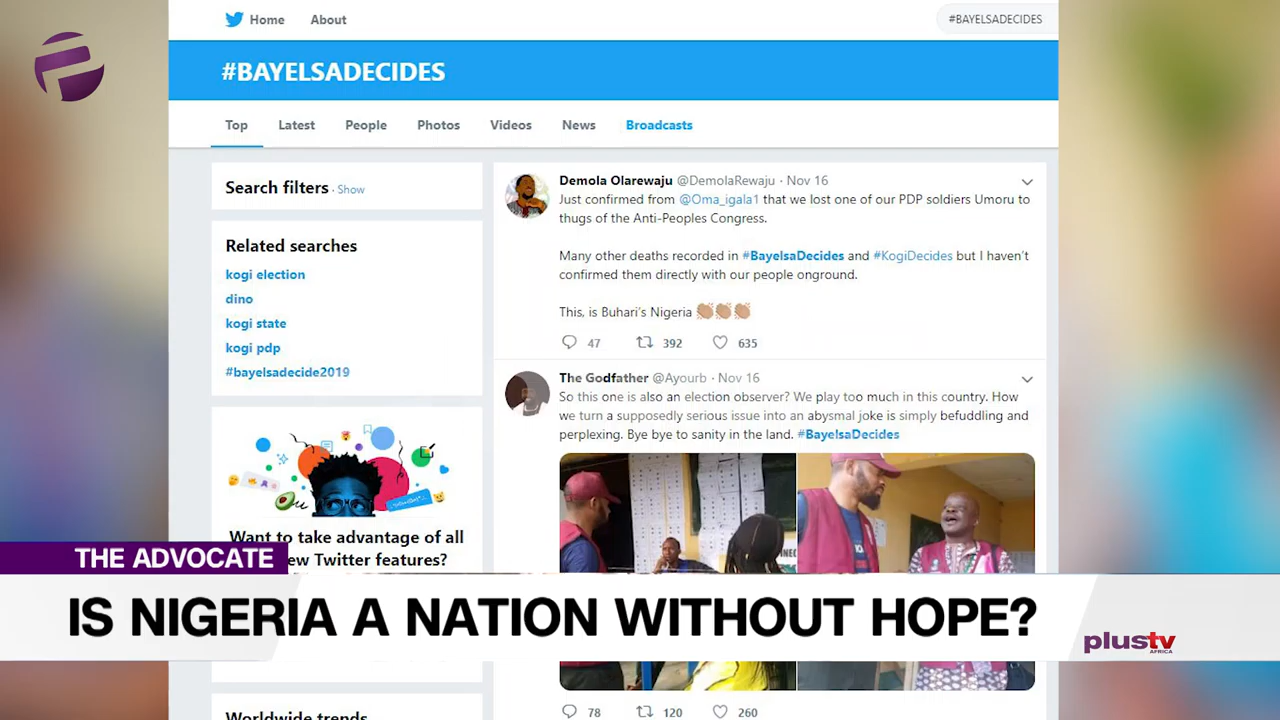 Home
About
#BAYELSADECIDES
#BAYELSADECIDES
Top
Latest
People
Photos
Videos
News
Broadcasts
Search filters · Show
Related searches
kogi election
dino
kogi state
kogi pdp
#bayelsadecide2019
Want to take advantage of all
ew Twitter features?
Demola Olarewaju @DemolaRewaju · Nov 16
Just confirmed from @Oma_igala1 that we lost one of our PDP soldiers Umoru to
thugs of the Anti-Peoples Congress.
Many other deaths recorded in #BayelsaDecides and #KogiDecides but I haven't
confirmed them directly with our people onground.
This, is Buhari's Nigeria 👏🏽👏🏽👏🏽
47 392 635
The Godfather @Ayourb · Nov 16
So this one is also an election observer? We play too much in this country. How
we turn a supposedly serious issue into an abysmal joke is simply befuddling and
perplexing. Bye bye to sanity in the land. #BayelsaDecides
78 120 260
THE ADVOCATE
IS NIGERIA A NATION WITHOUT HOPE?
plustv
AFRICA
Worldwide trends